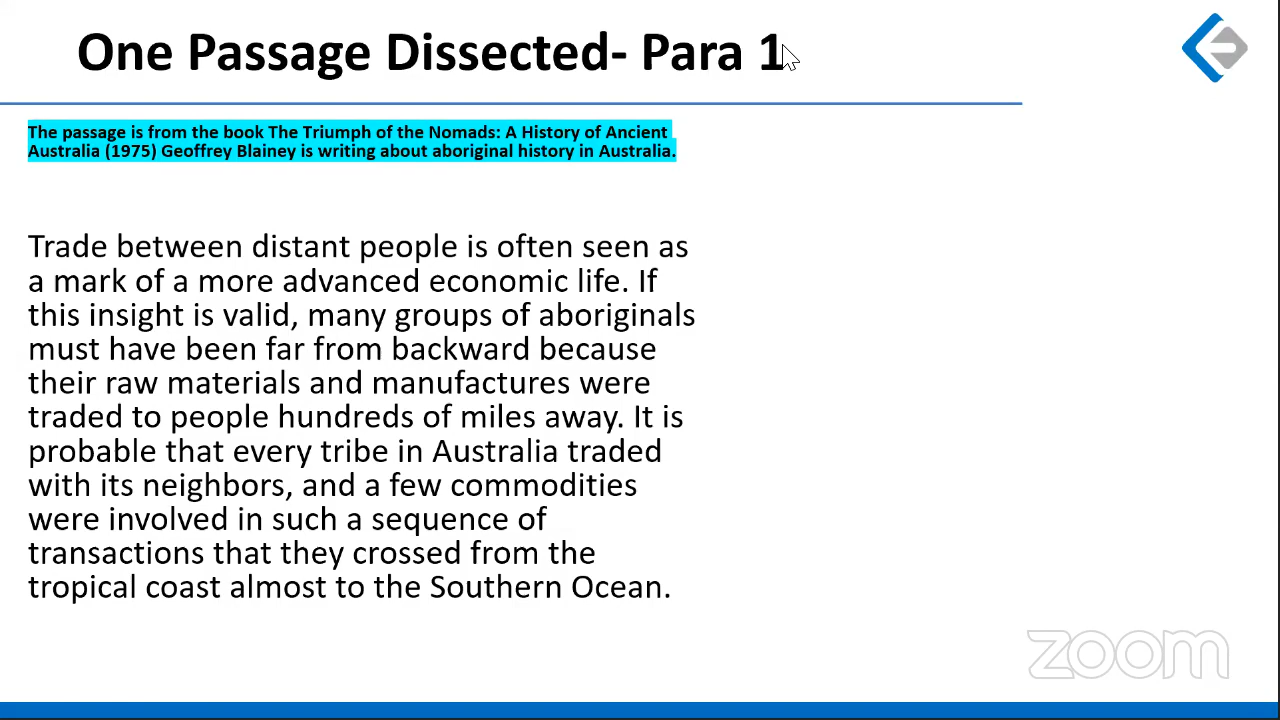 One Passage Dissected- Para 1
The passage is from the book The Triumph of the Nomads: A History of Ancient
Australia (1975) Geoffrey Blainey is writing about aboriginal history in Australia.
Trade between distant people is often seen as
a mark of a more advanced economic life. If
this insight is valid, many groups of aboriginals
must have been far from backward because
their raw materials and manufactures were
traded to people hundreds of miles away. It is
probable that every tribe in Australia traded
with its neighbors, and a few commodities
were involved in such a sequence of
transactions that they crossed from the
tropical coast almost to the Southern Ocean.
zoom